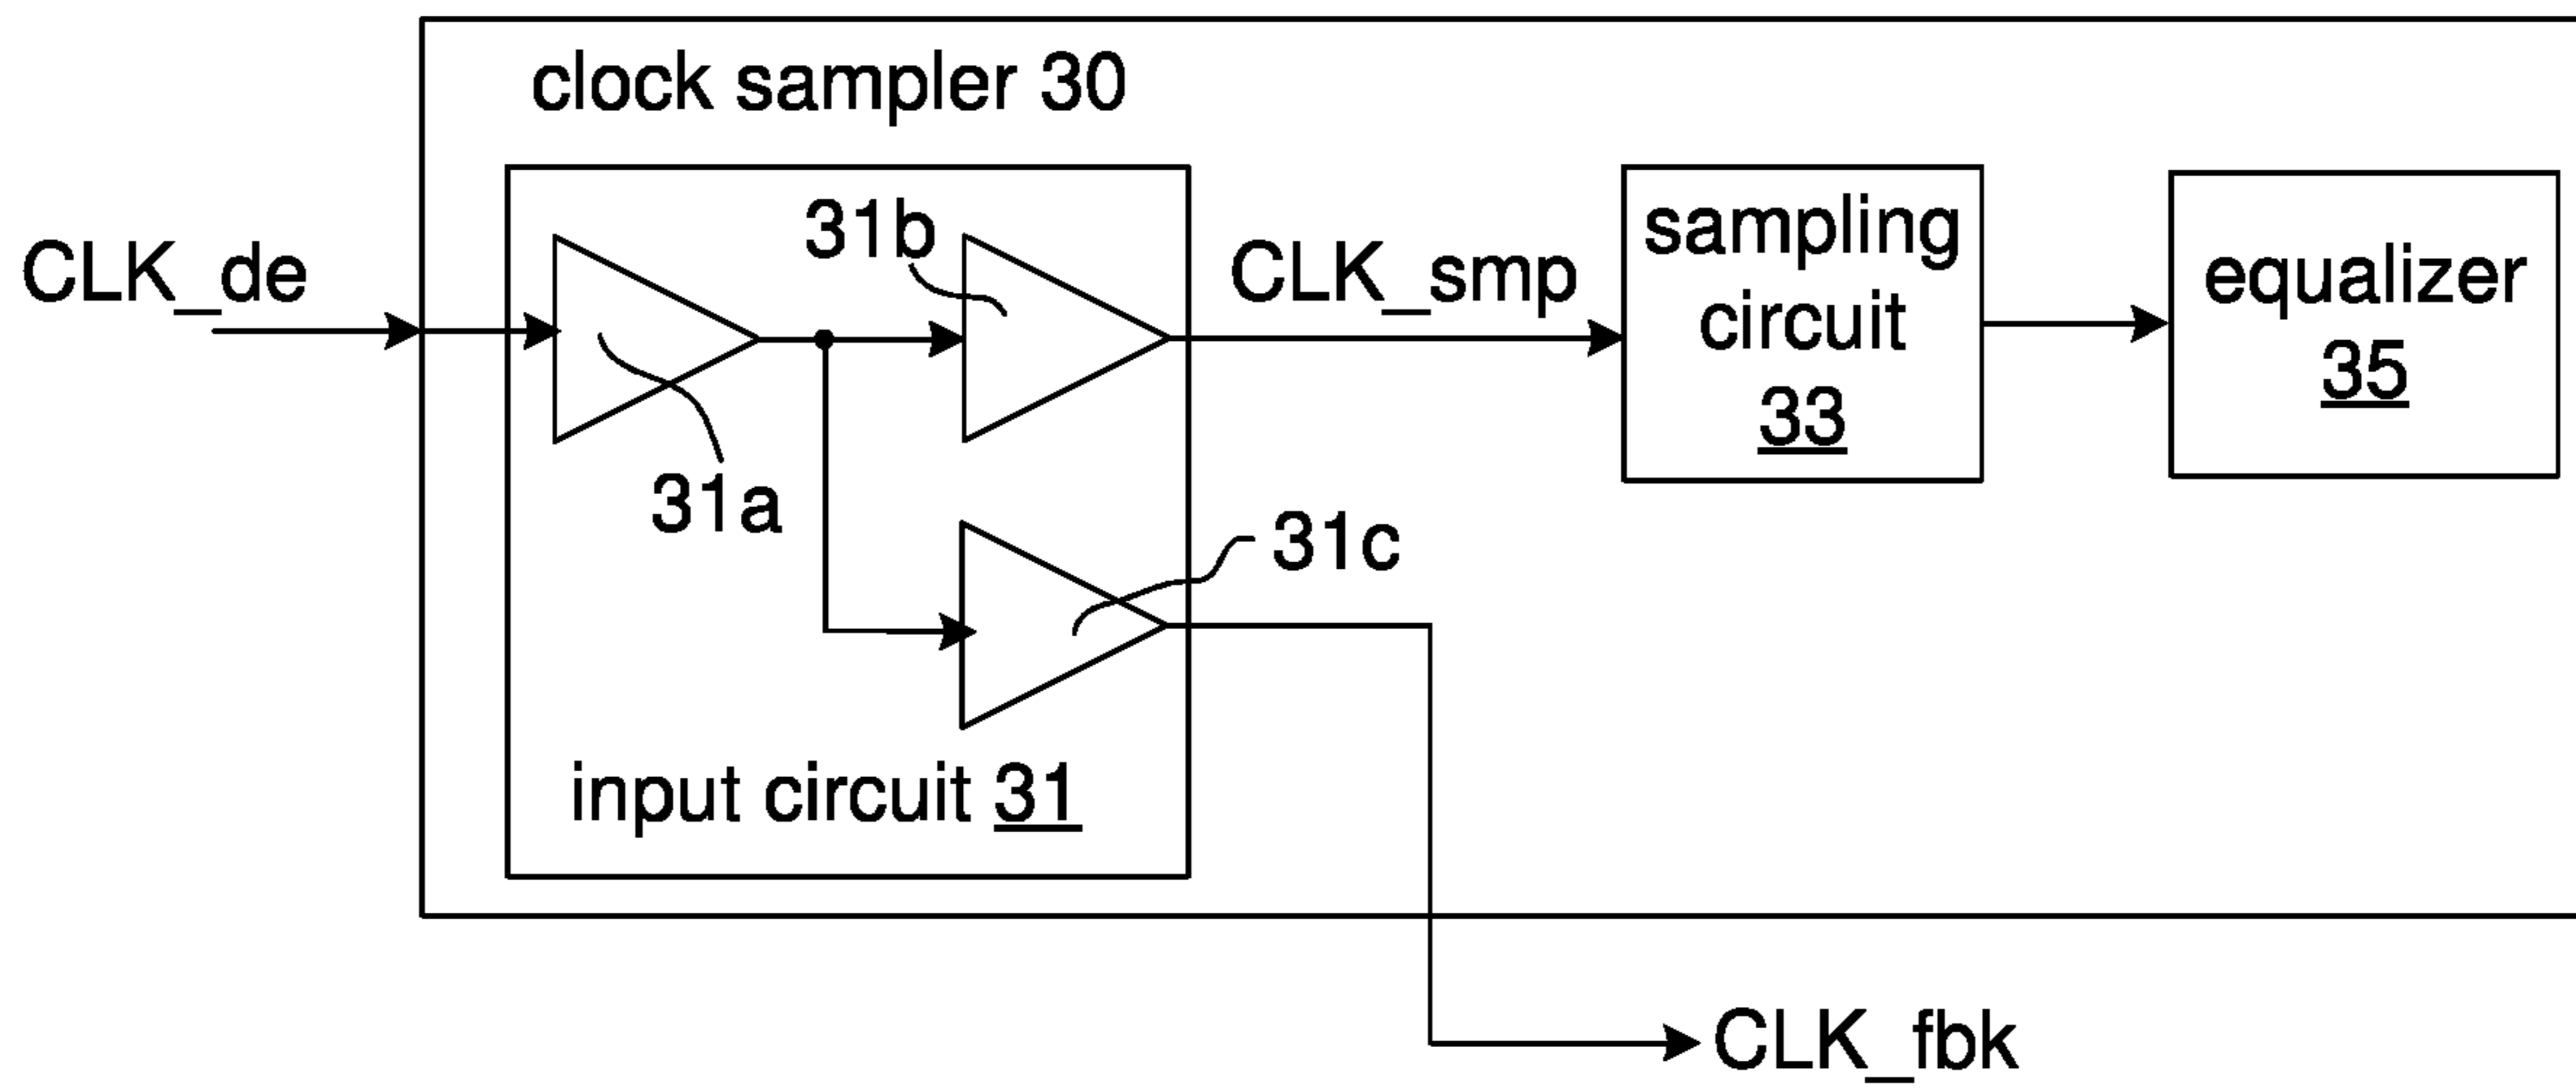 clock sampler 30
CLK_de
31b
CLK_smp
sampling
circuit
33
equalizer
35
31a
31c
input circuit 31
CLK_fbk